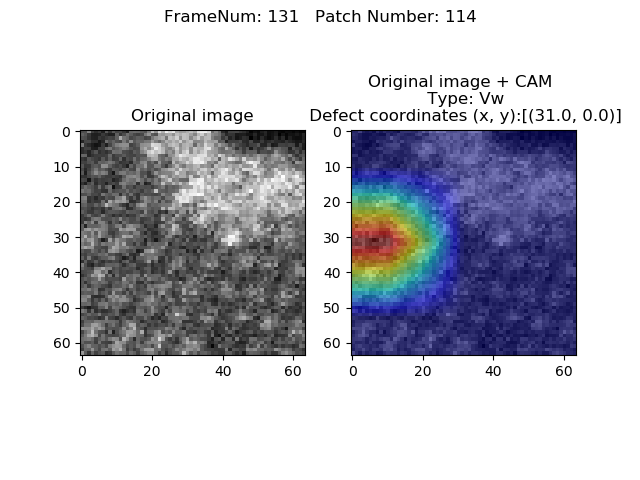 FrameNum: 131   Patch Number: 114
Original image
Original image + CAM
Type: Vw
Defect coordinates (x, y):[(31.0, 0.0)]
0
10
20
30
40
50
60
0 20 40 60
0
10
20
30
40
50
60
0 20 40 60